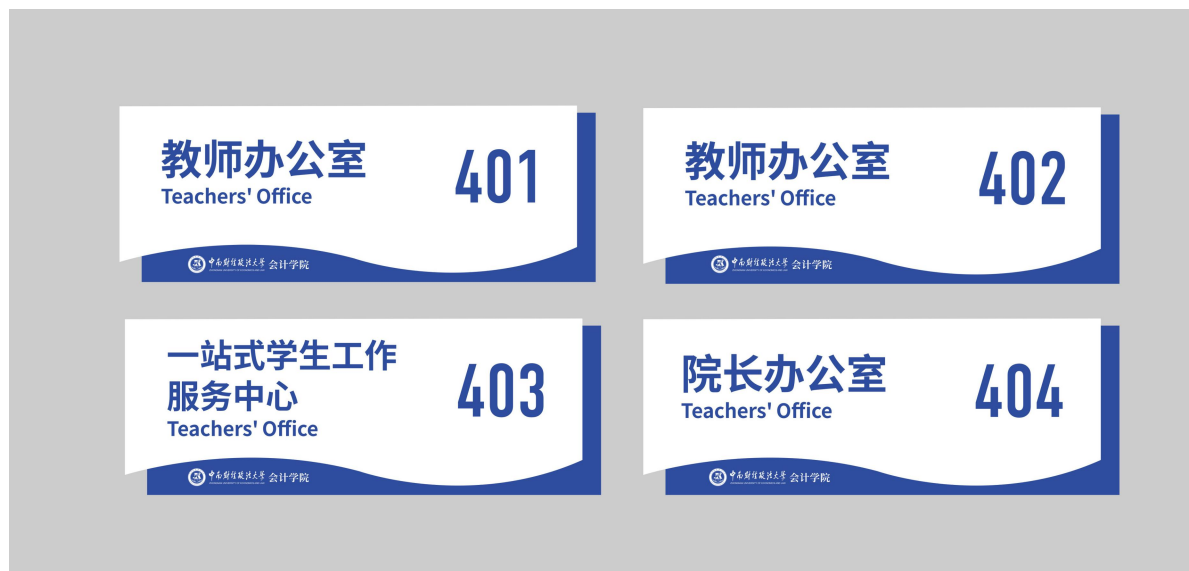 教师办公室
Teachers' Office
401
中南财经政法大学 会计学院
教师办公室
Teachers' Office
402
中南财经政法大学 会计学院
一站式学生工作
服务中心
Teachers' Office
403
中南财经政法大学 会计学院
院长办公室
Teachers' Office
404
中南财经政法大学 会计学院